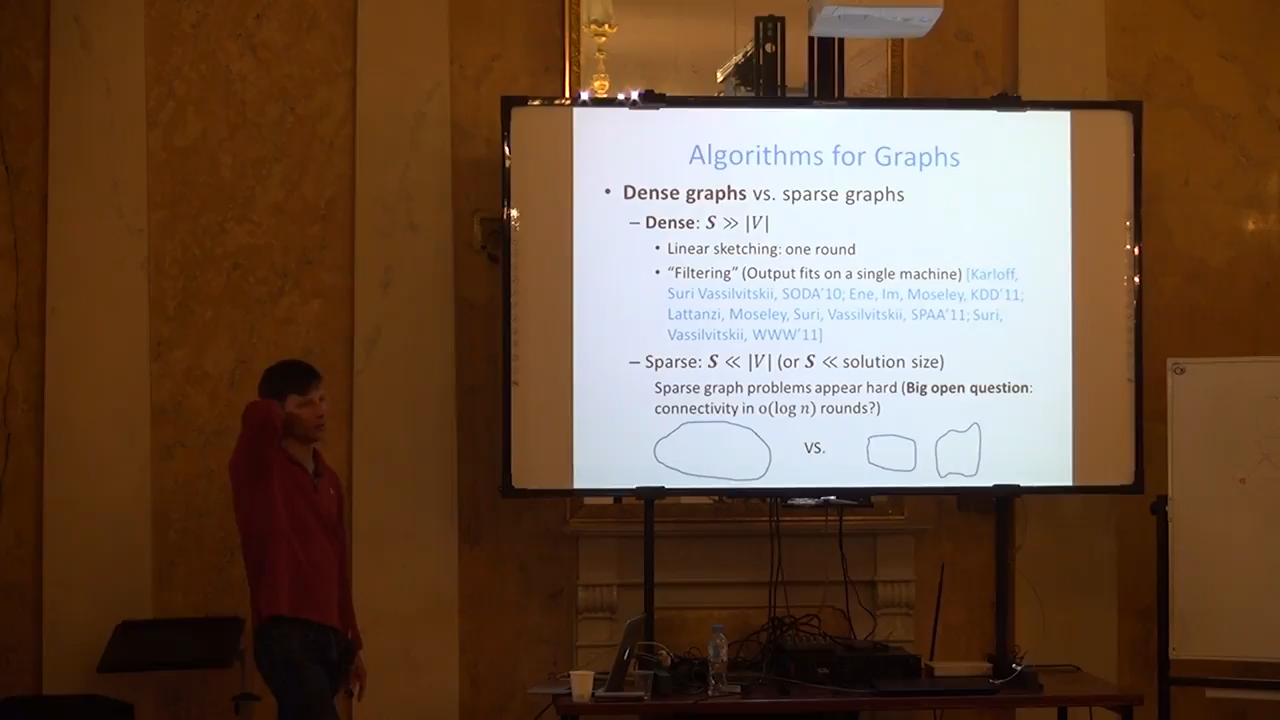 Algorithms for Graphs
• Dense graphs vs. sparse graphs
– Dense: S ≫ |V|
• Linear sketching: one round
• “Filtering” (Output fits on a single machine) [Karloff,
Suri Vassilvitskii, SODA’10; Ene, Im, Moseley, KDD’11;
Lattanzi, Moseley, Suri, Vassilvitskii, SPAA’11; Suri,
Vassilvitskii, WWW’11]
– Sparse: S ≪ |V| (or S ≪ solution size)
Sparse graph problems appear hard (Big open question:
connectivity in o(log n) rounds?)
VS.